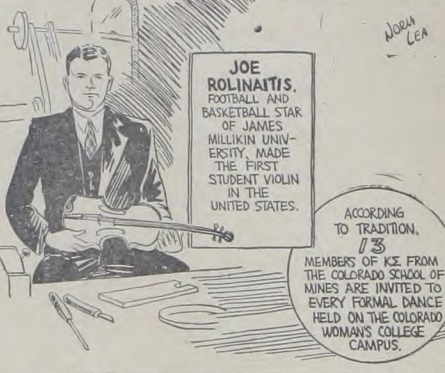 NORM
LEA
JOE
ROLINAITIS,
FOOTBALL AND
BASKETBALL STAR
OF JAMES
MILLIKIN UNIV-
ERSITY, MADE
THE FIRST
STUDENT VIOLIN
IN THE
UNITED STATES.
ACCORDING
TO TRADITION,
13
MEMBERS OF ΚΣ FROM
THE COLORADO SCHOOL OF
MINES ARE INVITED TO
EVERY FORMAL DANCE
HELD ON THE COLORADO
WOMAN'S COLLEGE
CAMPUS.